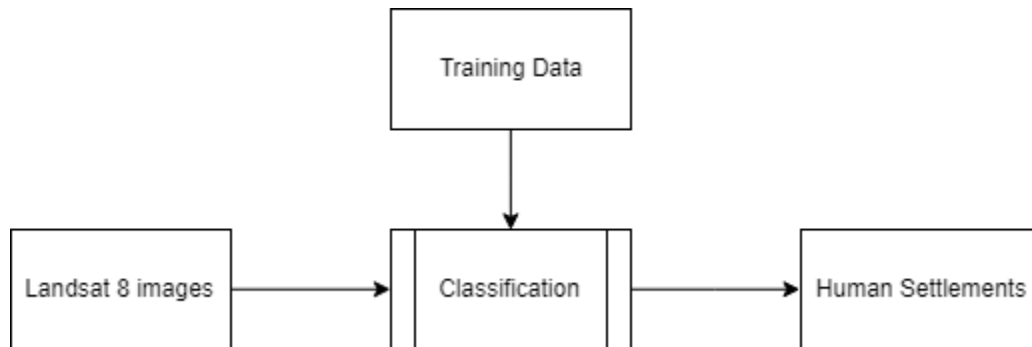 Training Data
Landsat 8 images
Classification
Human Settlements